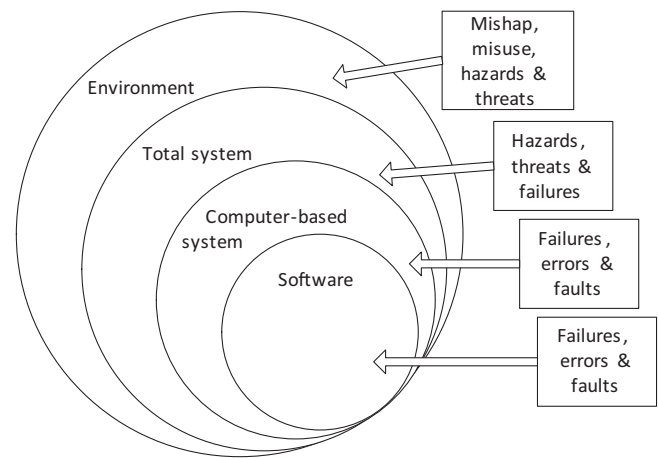 Environment
Total system
Computer-based
system
Software
Mishap,
misuse,
hazards &
threats
Hazards,
threats &
failures
Failures,
errors &
faults
Failures,
errors &
faults